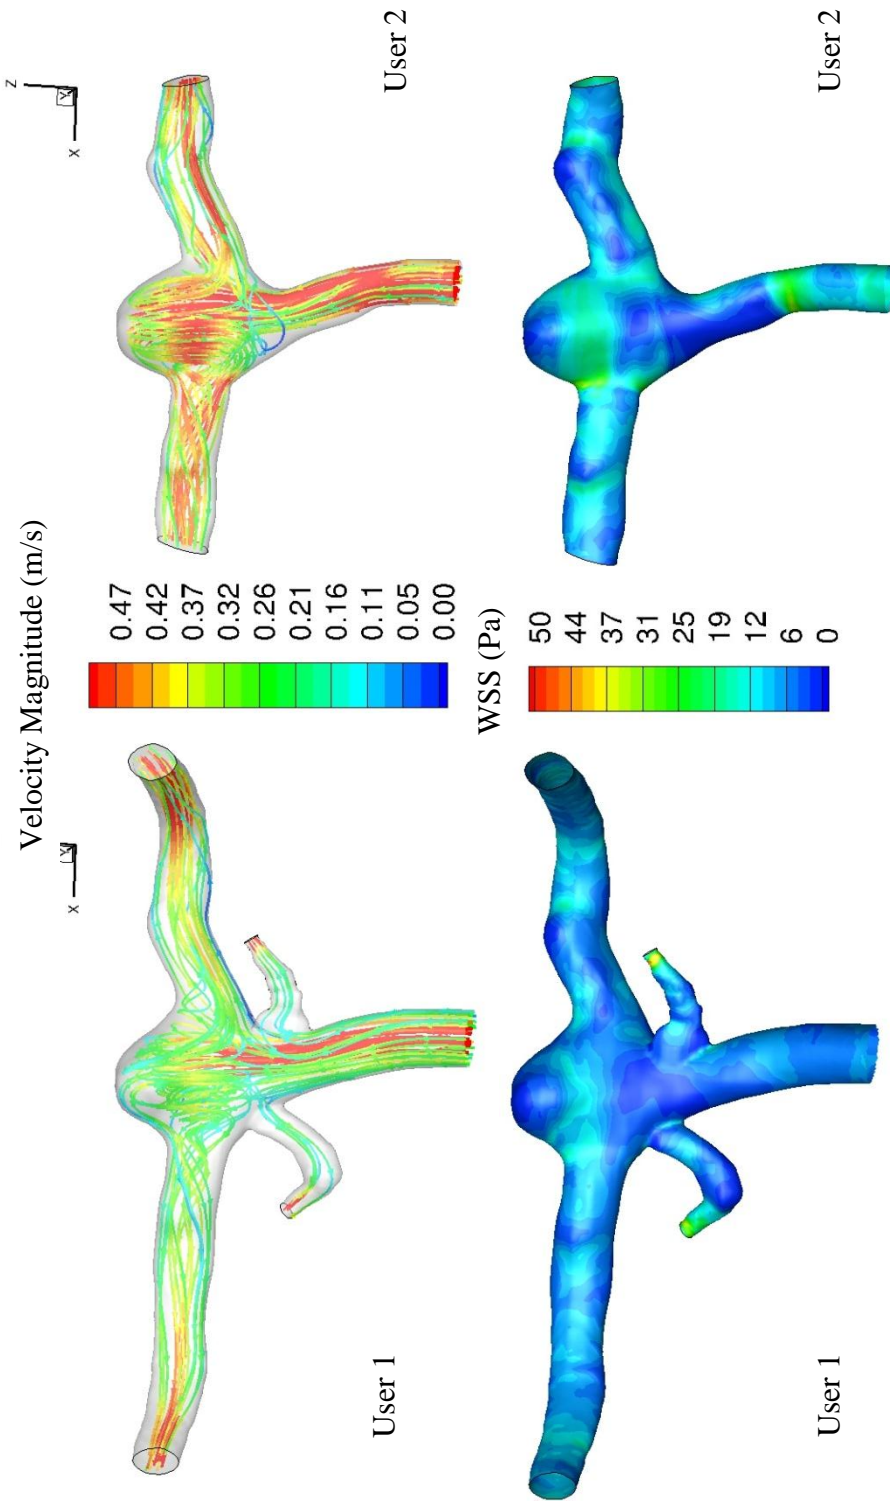 Velocity Magnitude (m/s)
x
Y
z
x
Y
0.47
0.42
0.37
0.32
0.26
0.21
0.16
0.11
0.05
0.00
User 1
User 2
WSS (Pa)
50
44
37
31
25
19
12
6
0
User 1
User 2